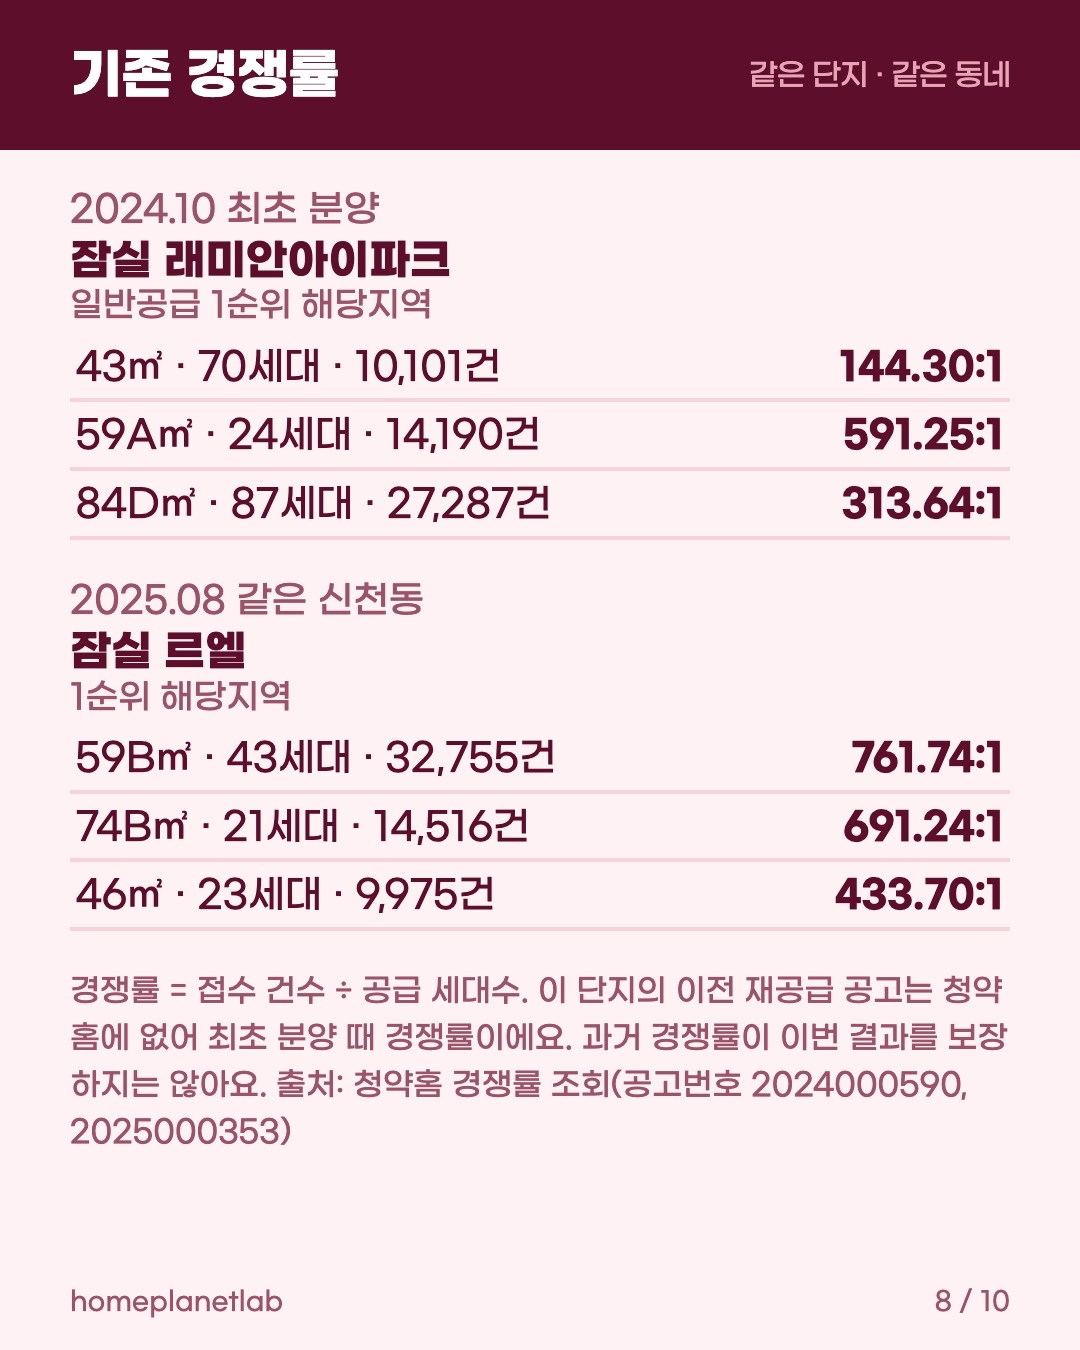 기존 경쟁률
같은 단지 · 같은 동네
2024.10 최초 분양
잠실 래미안아이파크
일반공급 1순위 해당지역
43㎡ · 70세대 · 10,101건 144.30:1
59A㎡ · 24세대 · 14,190건 591.25:1
84D㎡ · 87세대 · 27,287건 313.64:1
2025.08 같은 신천동
잠실 르엘
1순위 해당지역
59B㎡ · 43세대 · 32,755건 761.74:1
74B㎡ · 21세대 · 14,516건 691.24:1
46㎡ · 23세대 · 9,975건 433.70:1
경쟁률 = 접수 건수 ÷ 공급 세대수. 이 단지의 이전 재공급 공고는 청약
홈에 없어 최초 분양 때 경쟁률이에요. 과거 경쟁률이 이번 결과를 보장
하지는 않아요. 출처: 청약홈 경쟁률 조회(공고번호 2024000590,
2025000353)
homeplanetlab
8 / 10